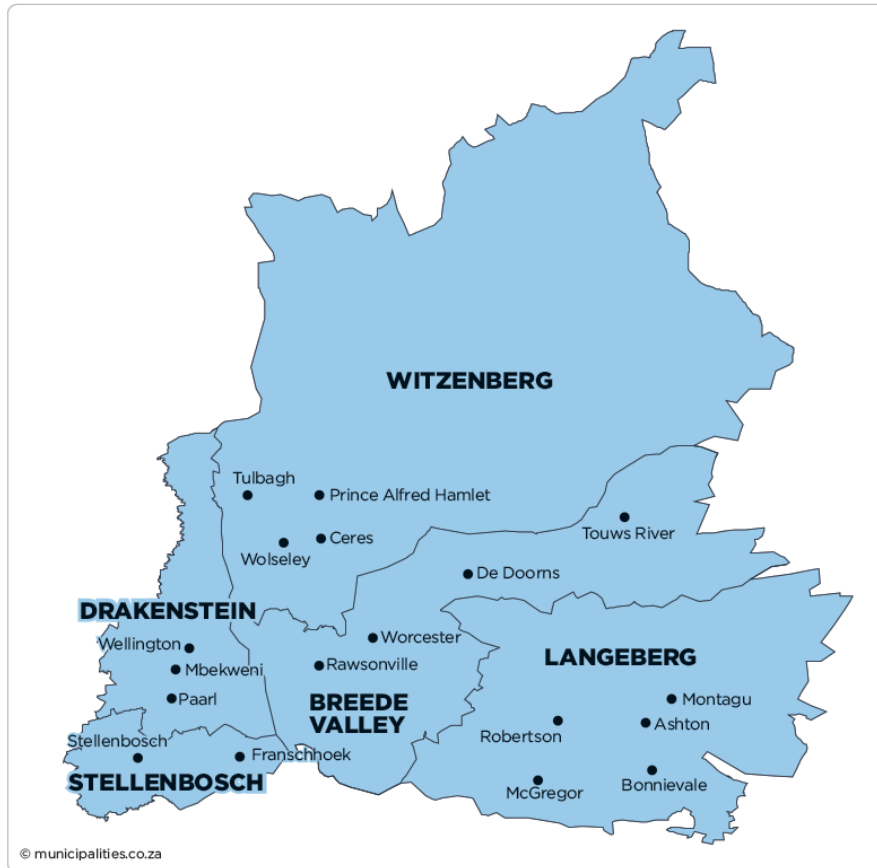 WITZENBERG
Tulbagh
Prince Alfred Hamlet
Touws River
Ceres
Wolseley
De Doorns
DRAKENSTEIN
Wellington
Worcester
Mbekweni
Rawsonville
LANGEBERG
Paarl
BREEDE
VALLEY
Montagu
Ashton
Robertson
Stellenbosch
Franschhoek
STELLENBOSCH
McGregor
Bonnievale
© municipalities.co.za